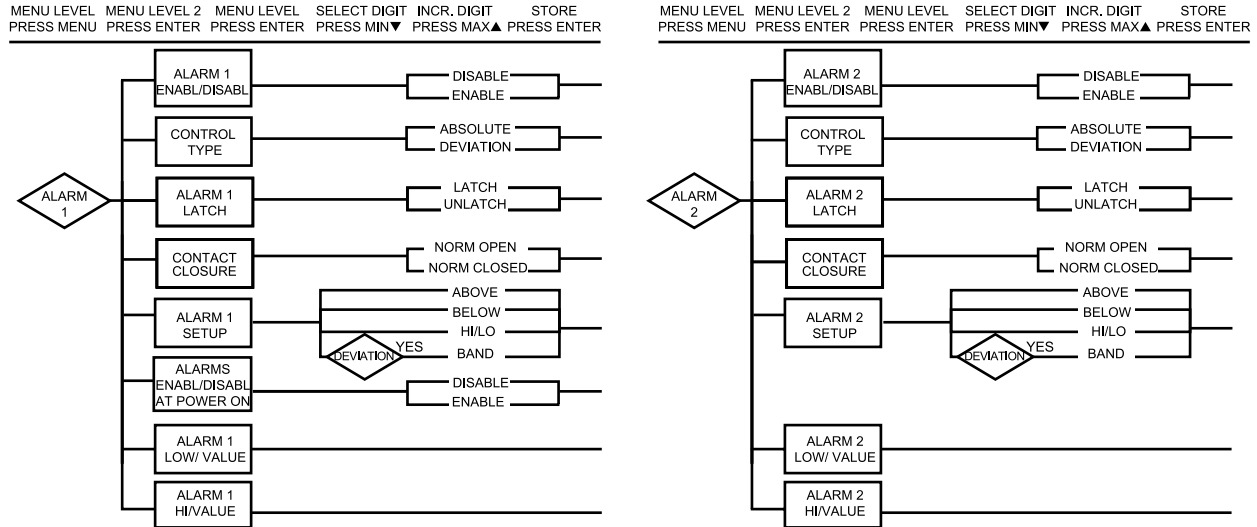 MENU LEVEL MENU LEVEL 2 MENU LEVEL SELECT DIGIT INCR. DIGIT STORE
PRESS MENU PRESS ENTER PRESS ENTER PRESS MIN▼ PRESS MAX▲ PRESS ENTER
ALARM
1
ALARM 1
ENABL/DISABL
DISABLE
ENABLE
CONTROL
TYPE
ABSOLUTE
DEVIATION
ALARM 1
LATCH
LATCH
UNLATCH
CONTACT
CLOSURE
NORM OPEN
NORM CLOSED
ALARM 1
SETUP
ABOVE
BELOW
HI/LO
DEVIATION YES BAND
ALARMS
ENABL/DISABL
AT POWER ON
DISABLE
ENABLE
ALARM 1
LOW/ VALUE
ALARM 1
HI/VALUE
MENU LEVEL MENU LEVEL 2 MENU LEVEL SELECT DIGIT INCR. DIGIT STORE
PRESS MENU PRESS ENTER PRESS ENTER PRESS MIN▼ PRESS MAX▲ PRESS ENTER
ALARM
2
ALARM 2
ENABL/DISABL
DISABLE
ENABLE
CONTROL
TYPE
ABSOLUTE
DEVIATION
ALARM 2
LATCH
LATCH
UNLATCH
CONTACT
CLOSURE
NORM OPEN
NORM CLOSED
ALARM 2
SETUP
ABOVE
BELOW
HI/LO
DEVIATION YES BAND
ALARM 2
LOW/ VALUE
ALARM 2
HI/VALUE